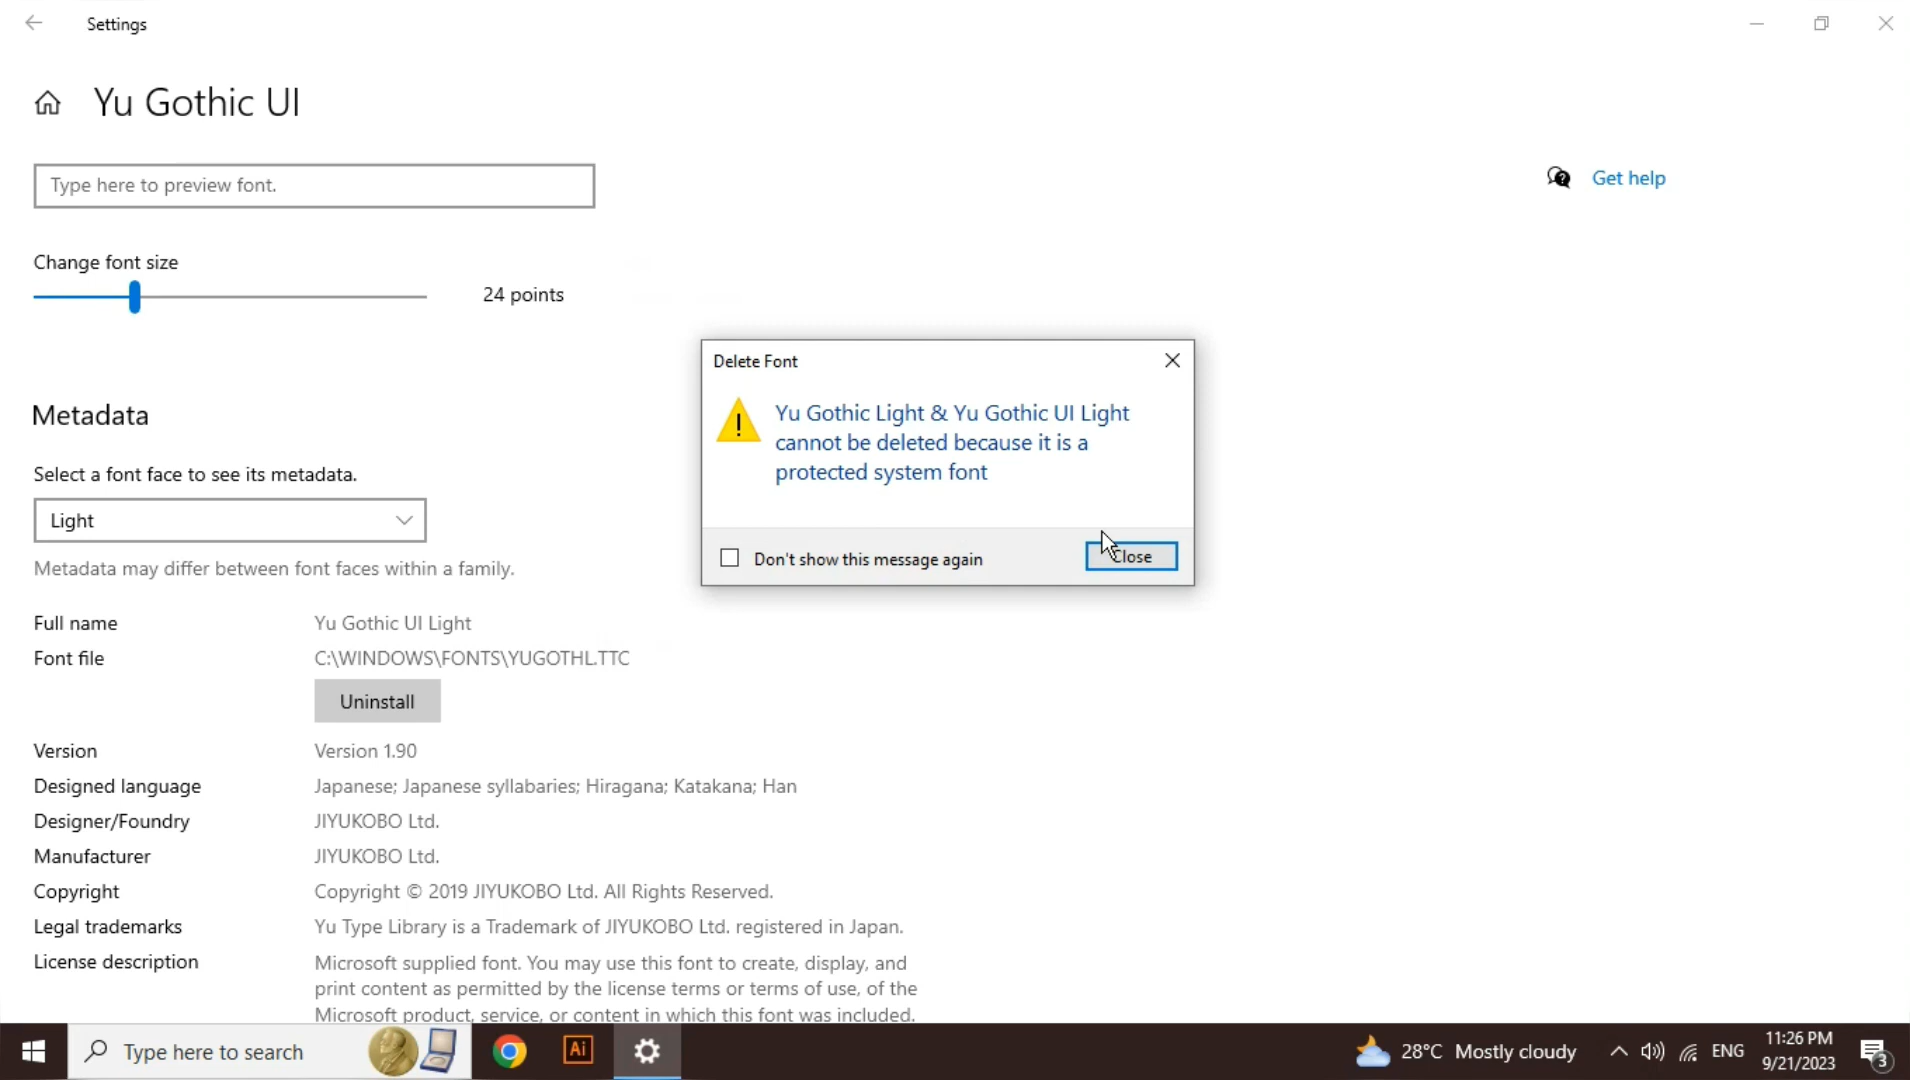 Settings
Yu Gothic UI
Type here to preview font.
Get help
Change font size
24 points
Delete Font
Yu Gothic Light & Yu Gothic UI Light
cannot be deleted because it is a
protected system font
Don't show this message again
Close
Metadata
Select a font face to see its metadata.
Light
Metadata may differ between font faces within a family.
Full name Yu Gothic UI Light
Font file C:\WINDOWS\FONTS\YUGOTHL.TTC
Uninstall
Version Version 1.90
Designed language Japanese; Japanese syllabaries; Hiragana; Katakana; Han
Designer/Foundry JIYUKOBO Ltd.
Manufacturer JIYUKOBO Ltd.
Copyright Copyright © 2019 JIYUKOBO Ltd. All Rights Reserved.
Legal trademarks Yu Type Library is a Trademark of JIYUKOBO Ltd. registered in Japan.
License description Microsoft supplied font. You may use this font to create, display, and
print content as permitted by the license terms or terms of use, of the
Microsoft product, service, or content in which this font was included.
Type here to search
Ai
28°C Mostly cloudy
ENG
11:26 PM
9/21/2023
3